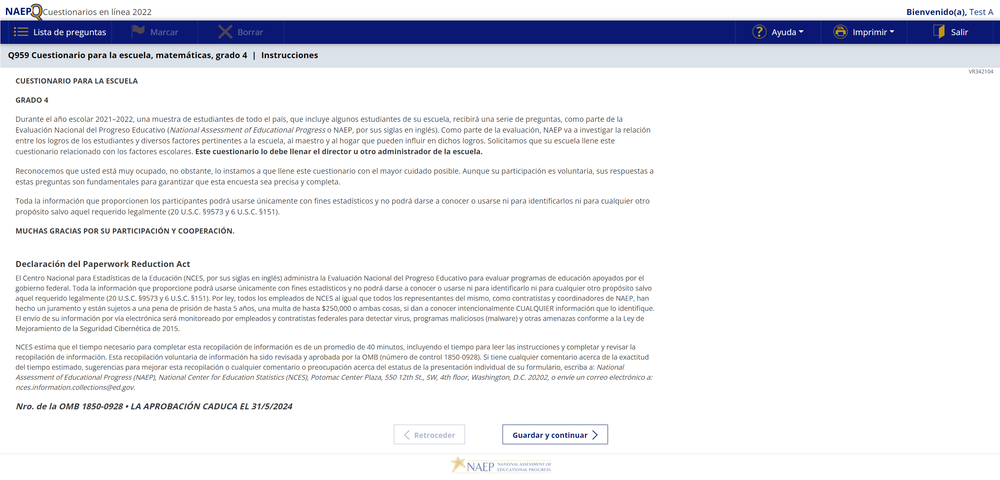 NAEPQ Cuestionarios en línea 2022
Bienvenido(a), Test A
Lista de preguntas
Marcar
Borrar
Ayuda
Imprimir
Salir
Q959 Cuestionario para la escuela, matemáticas, grado 4 | Instrucciones
VR342104
CUESTIONARIO PARA LA ESCUELA
GRADO 4
Durante el año escolar 2021–2022, una muestra de estudiantes de todo el país, que incluye algunos estudiantes de su escuela, recibirá una serie de preguntas, como parte de la
Evaluación Nacional del Progreso Educativo (National Assessment of Educational Progress o NAEP, por sus siglas en inglés). Como parte de la evaluación, NAEP va a investigar la relación
entre los logros de los estudiantes y diversos factores pertinentes a la escuela, al maestro y al hogar que pueden influir en dichos logros. Solicitamos que su escuela llene este
cuestionario relacionado con los factores escolares. Este cuestionario lo debe llenar el director u otro administrador de la escuela.
Reconocemos que usted está muy ocupado, no obstante, lo instamos a que llene este cuestionario con el mayor cuidado posible. Aunque su participación es voluntaria, sus respuestas a
estas preguntas son fundamentales para garantizar que esta encuesta sea precisa y completa.
Toda la información que proporcionen los participantes podrá usarse únicamente con fines estadísticos y no podrá darse a conocer o usarse ni para identificarlos ni para cualquier otro
propósito salvo aquel requerido legalmente (20 U.S.C. §9573 y 6 U.S.C. §151).
MUCHAS GRACIAS POR SU PARTICIPACIÓN Y COOPERACIÓN.
Declaración del Paperwork Reduction Act
El Centro Nacional para Estadísticas de la Educación (NCES, por sus siglas en inglés) administra la Evaluación Nacional del Progreso Educativo para evaluar programas de educación apoyados por el
gobierno federal. Toda la información que proporcione podrá usarse únicamente con fines estadísticos y no podrá darse a conocer o usarse ni para identificarlo ni para cualquier otro propósito salvo
aquel requerido legalmente (20 U.S.C. §9573 y 6 U.S.C. §151). Por ley, todos los empleados de NCES al igual que todos los representantes del mismo, como contratistas y coordinadores de NAEP, han
hecho un juramento y están sujetos a una pena de prisión de hasta 5 años, una multa de hasta $250,000 o ambas cosas, si dan a conocer intencionalmente CUALQUIER información que lo identifique.
El envío de su información por vía electrónica será monitoreado por empleados y contratistas federales para detectar virus, programas maliciosos (malware) y otras amenazas conforme a la Ley de
Mejoramiento de la Seguridad Cibernética de 2015.
NCES estima que el tiempo necesario para completar esta recopilación de información es de un promedio de 40 minutos, incluyendo el tiempo para leer las instrucciones y completar y revisar la
recopilación de información. Esta recopilación voluntaria de información ha sido revisada y aprobada por la OMB (número de control 1850-0928). Si tiene cualquier comentario acerca de la exactitud
del tiempo estimado, sugerencias para mejorar esta recopilación o cualquier comentario o preocupación acerca del estatus de la presentación individual de su formulario, escriba a: National
Assessment of Educational Progress (NAEP), National Center for Education Statistics (NCES), Potomac Center Plaza, 550 12th St., SW, 4th floor, Washington, D.C. 20202, o envíe un correo electrónico a:
nces.information.collections@ed.gov.
Nro. de la OMB 1850-0928 • LA APROBACIÓN CADUCA EL 31/5/2024
Retroceder
Guardar y continuar
NAEP NATIONAL ASSESSMENT OF
EDUCATIONAL PROGRESS